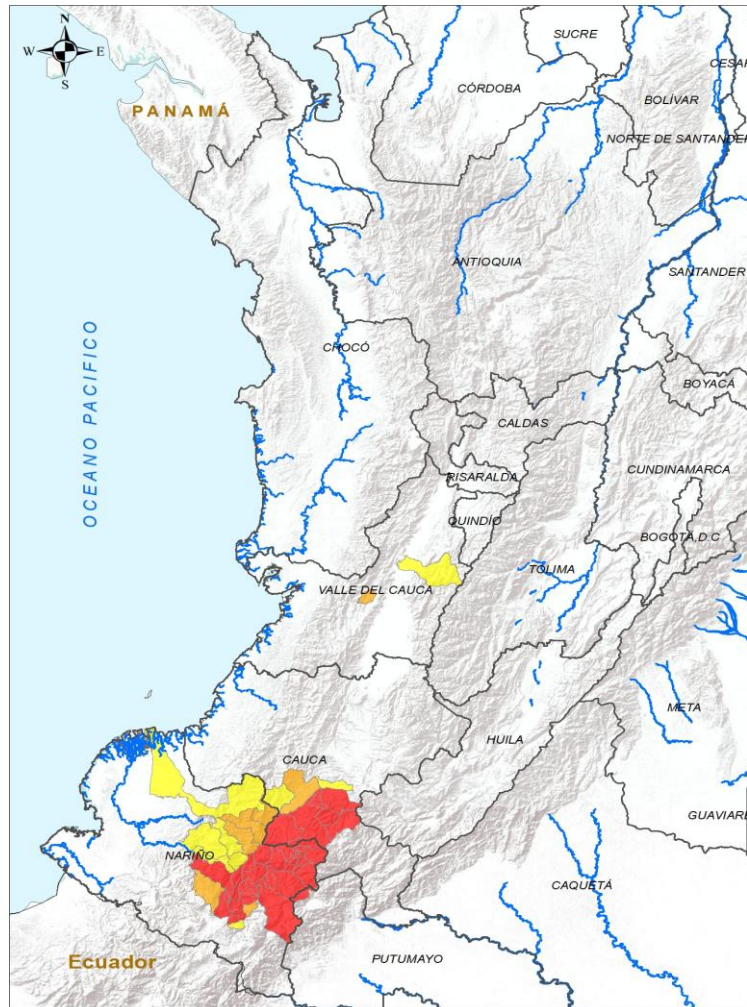 N
W E
S
SUCRE
CESAR
CÓRDOBA
BOLÍVAR
PANAMÁ
NORTE DE SANTANDER
ANTIOQUIA
SANTANDER
CHOCÓ
OCEANO PACIFICO
BOYACÁ
CALDAS
CUNDINAMARCA
RISARALDA
QUINDÍO
BOGOTÁ,D.C
TOLIMA
VALLE DEL CAUCA
META
HUILA
CAUCA
GUAVIARE
NARIÑO
CAQUETÁ
Ecuador
PUTUMAYO